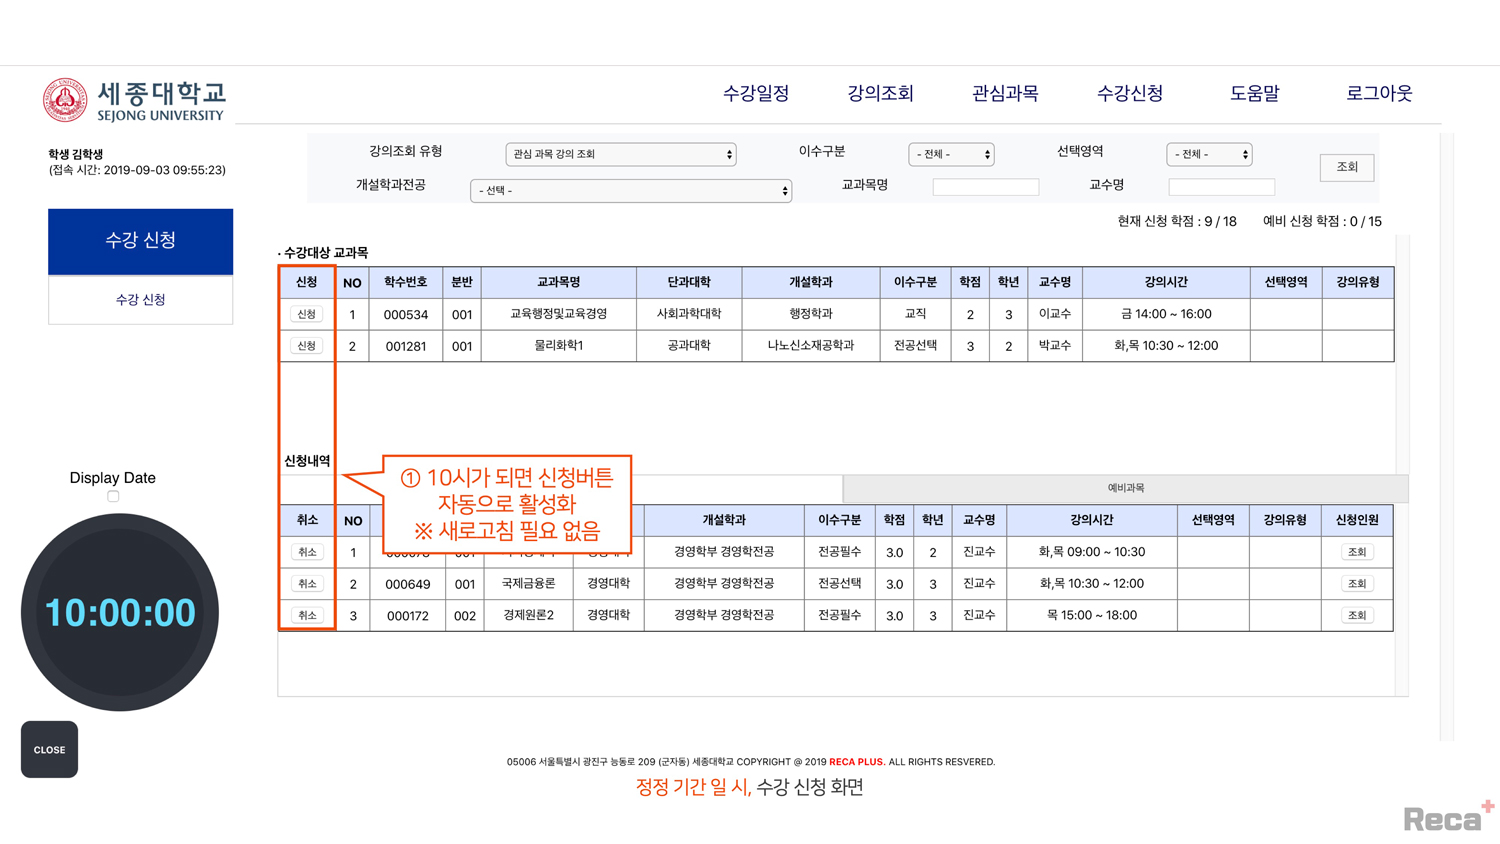 세종대학교
SEJONG UNIVERSITY
수강일정 강의조회 관심과목 수강신청 도움말 로그아웃
학생 김학생
(접속 시간: 2019-09-03 09:55:23)
수강 신청
수강 신청
강의조회 유형 관심 과목 강의 조회 이수구분 - 전체 - 선택영역 - 전체 - 조회
개설학과전공 - 선택 - 교과목명 교수명
현재 신청 학점 : 9 / 18 예비 신청 학점 : 0 / 15
· 수강대상 교과목
신청 NO 학수번호 분반 교과목명 단과대학 개설학과 이수구분 학점 학년 교수명 강의시간 선택영역 강의유형
신청 1 000534 001 교육행정및교육경영 사회과학대학 행정학과 교직 2 3 이교수 금 14:00 ~ 16:00
신청 2 001281 001 물리화학1 공과대학 나노신소재공학과 전공선택 3 2 박교수 화,목 10:30 ~ 12:00
신청내역
① 10시가 되면 신청버튼
자동으로 활성화
※ 새로고침 필요 없음
예비과목
취소 NO 개설학과 이수구분 학점 학년 교수명 강의시간 선택영역 강의유형 신청인원
취소 1 경영학부 경영학전공 전공필수 3.0 2 진교수 화,목 09:00 ~ 10:30 조회
취소 2 000649 001 국제금융론 경영대학 경영학부 경영학전공 전공선택 3.0 3 진교수 화,목 10:30 ~ 12:00 조회
취소 3 000172 002 경제원론2 경영대학 경영학부 경영학전공 전공필수 3.0 3 진교수 목 15:00 ~ 18:00 조회
Display Date
10:00:00
CLOSE
05006 서울특별시 광진구 능동로 209 (군자동) 세종대학교 COPYRIGHT @ 2019 RECA PLUS. ALL RIGHTS RESVERED.
정정 기간 일 시, 수강 신청 화면
Reca+